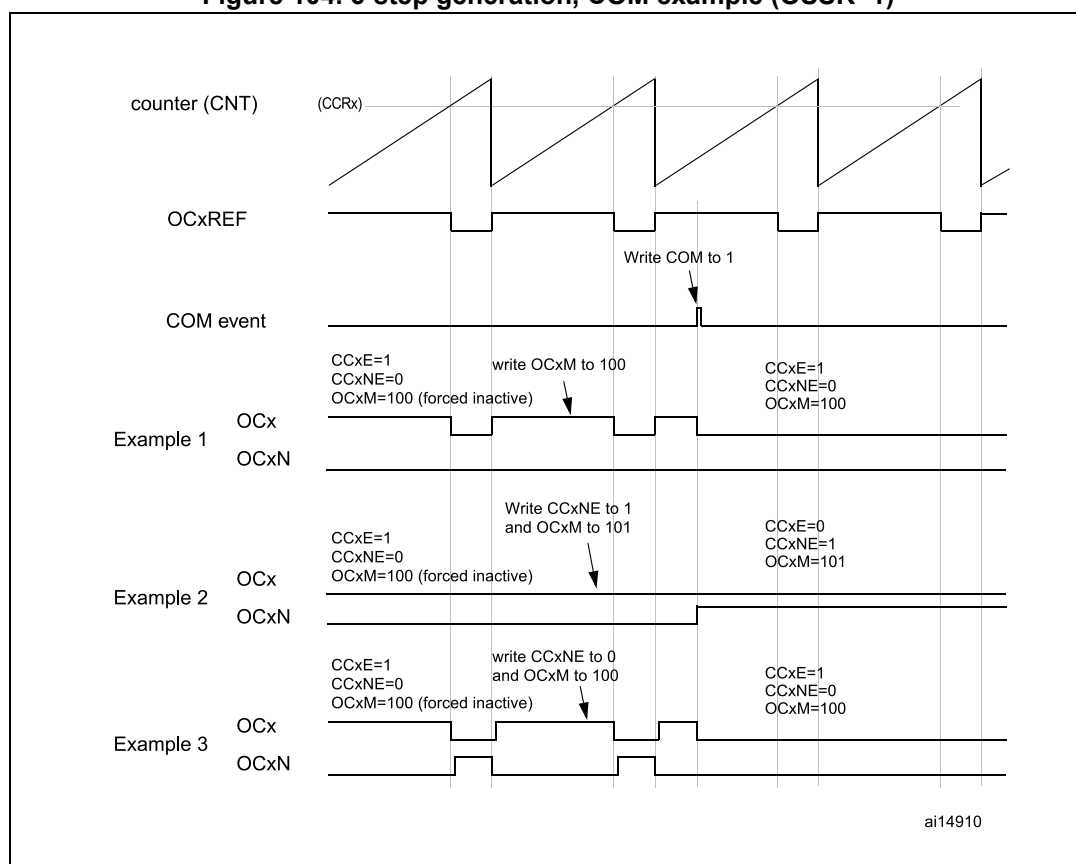 counter (CNT)
(CCRx)
OCxREF
Write COM to 1
COM event
CCxE=1
CCxNE=0
OCxM=100 (forced inactive)
write OCxM to 100
CCxE=1
CCxNE=0
OCxM=100
Example 1
OCx
OCxN
Write CCxNE to 1
and OCxM to 101
CCxE=1
CCxNE=0
OCxM=100 (forced inactive)
CCxE=0
CCxNE=1
OCxM=101
Example 2
OCx
OCxN
write CCxNE to 0
and OCxM to 100
CCxE=1
CCxNE=0
OCxM=100 (forced inactive)
CCxE=1
CCxNE=0
OCxM=100
Example 3
OCx
OCxN
ai14910